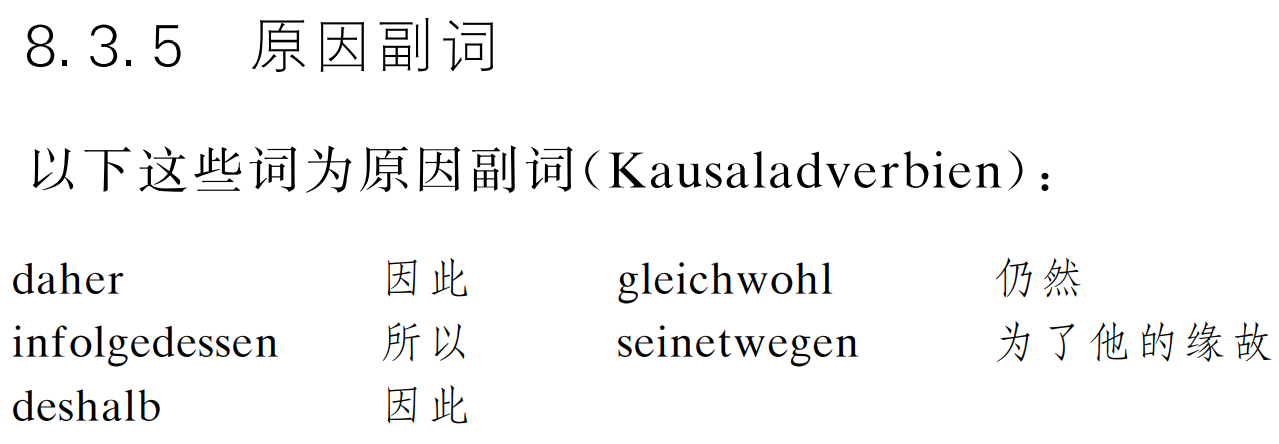 8.3.5 原因副词
以下这些词为原因副词(Kausaladverbien):
daher 因此 gleichwohl 仍然
infolgedessen 所以 seinetwegen 为了他的缘故
deshalb 因此